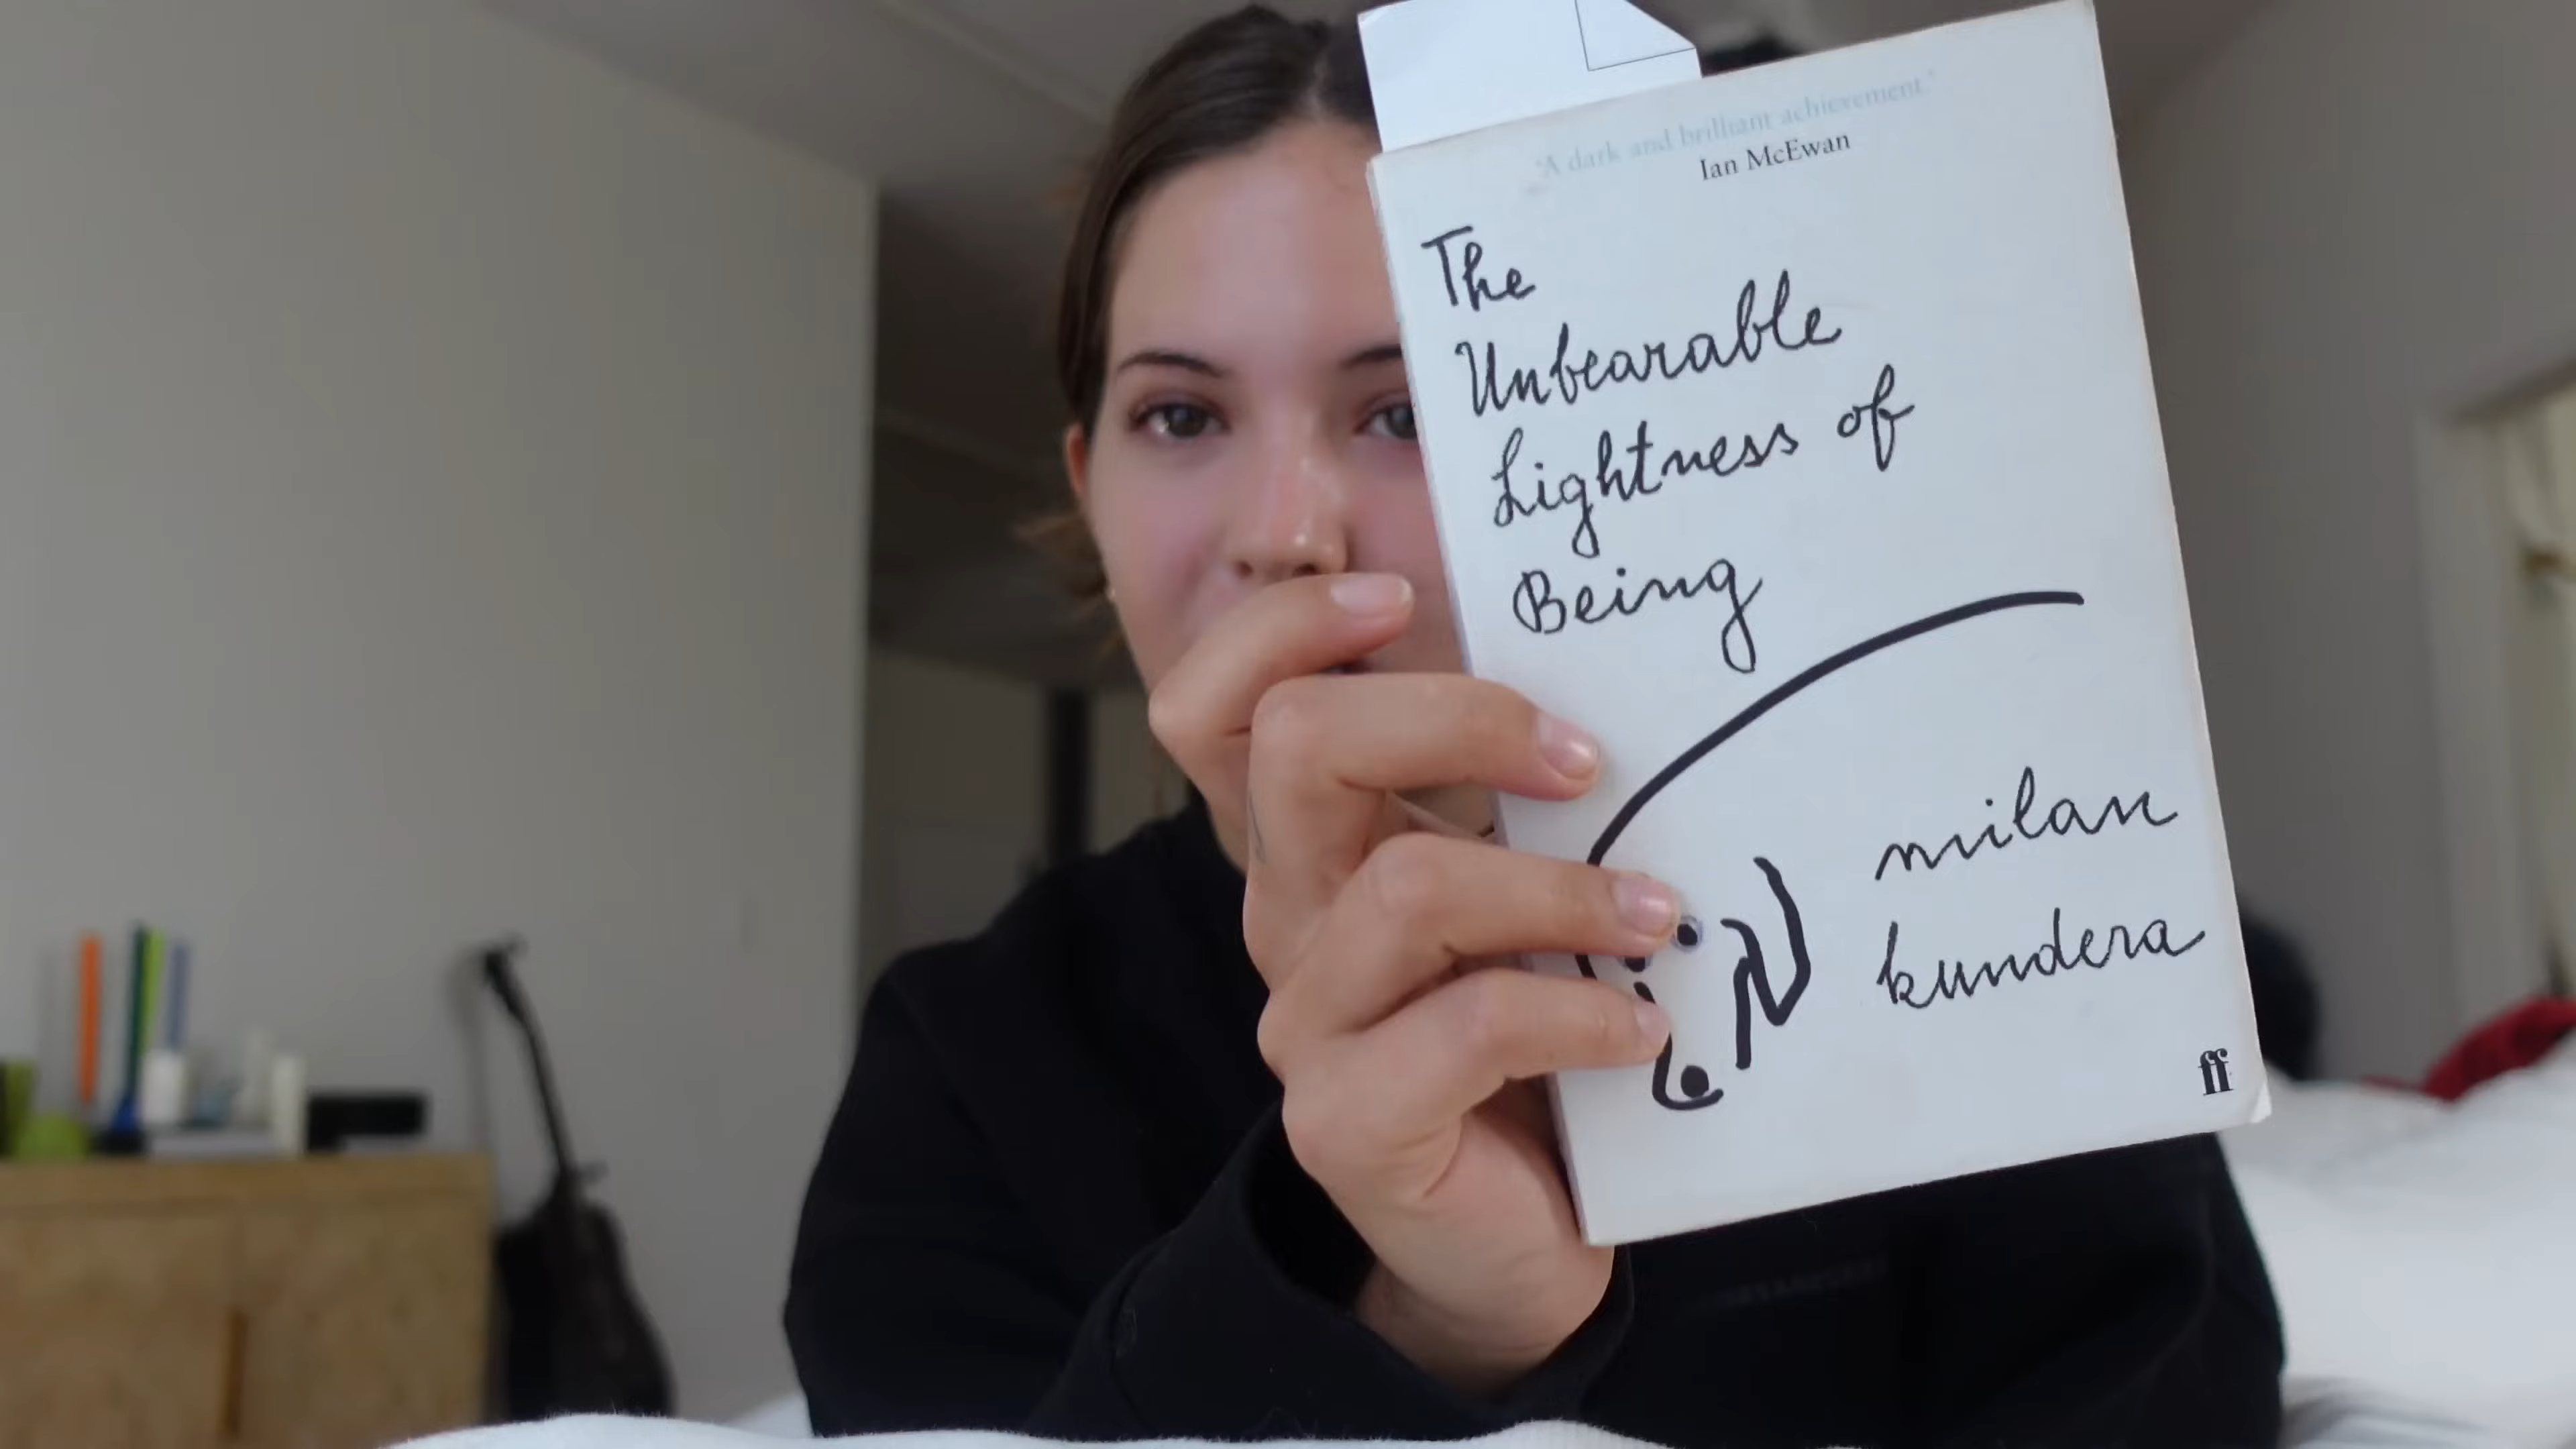 'A dark and brilliant achievement.'
Ian McEwan
The
Unbearable
Lightness of
Being
milan
kundera
ff